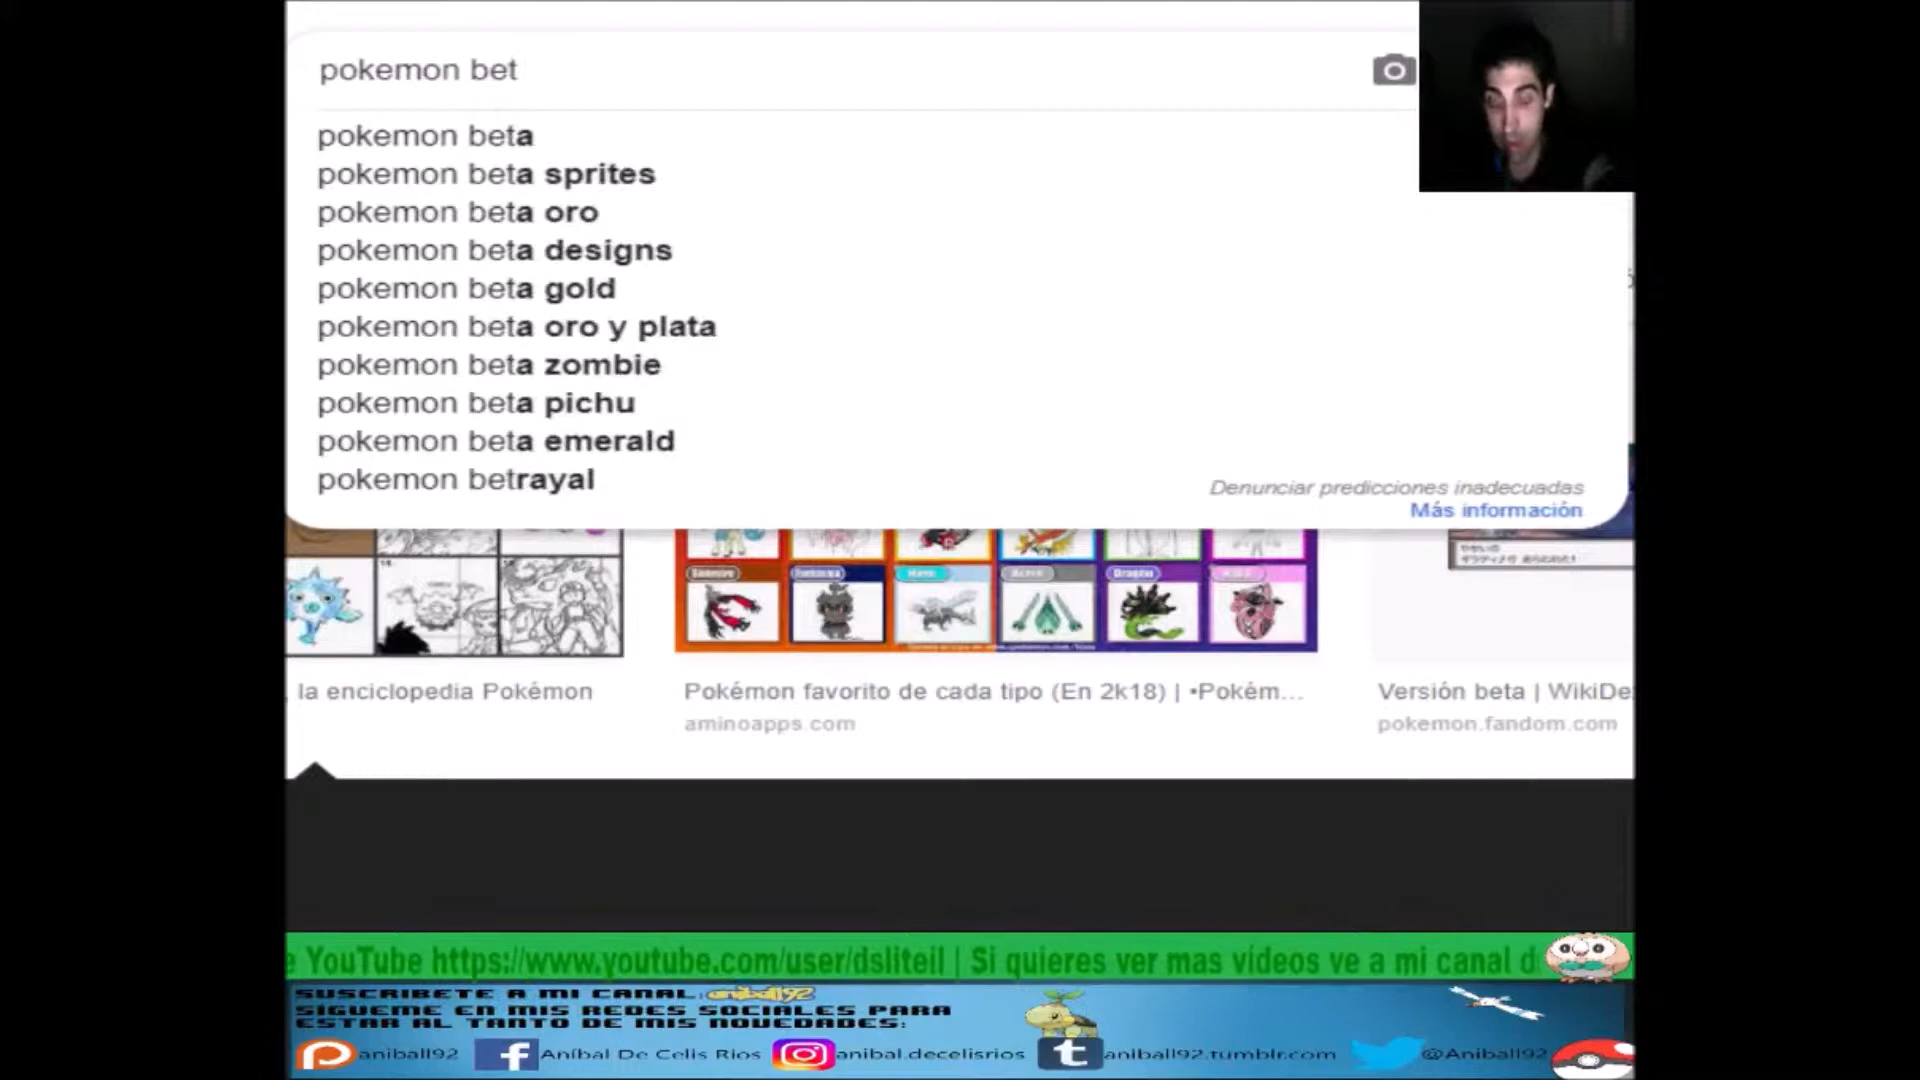 pokemon bet
pokemon beta
pokemon beta sprites
pokemon beta oro
pokemon beta designs
pokemon beta gold
pokemon beta oro y plata
pokemon beta zombie
pokemon beta pichu
pokemon beta emerald
pokemon betrayal
Denunciar predicciones inadecuadas
Más información
Dragón
, la enciclopedia Pokémon
Pokémon favorito de cada tipo (En 2k18) | •Pokém...
Versión beta | WikiDe
aminoapps.com
pokemon.fandom.com
e YouTube https://www.youtube.com/user/dsliteil | Si quieres ver mas vídeos ve a mi canal d
SUSCRIBETE A MI CANAL: aniball92
SIGUEME EN MIS REDES SOCIALES PARA
ESTAR AL TANTO DE MIS NOVEDADES:
aniball92 Aníbal De Celis Rios anibal.decelisrios aniball92.tumblr.com @Aniball92